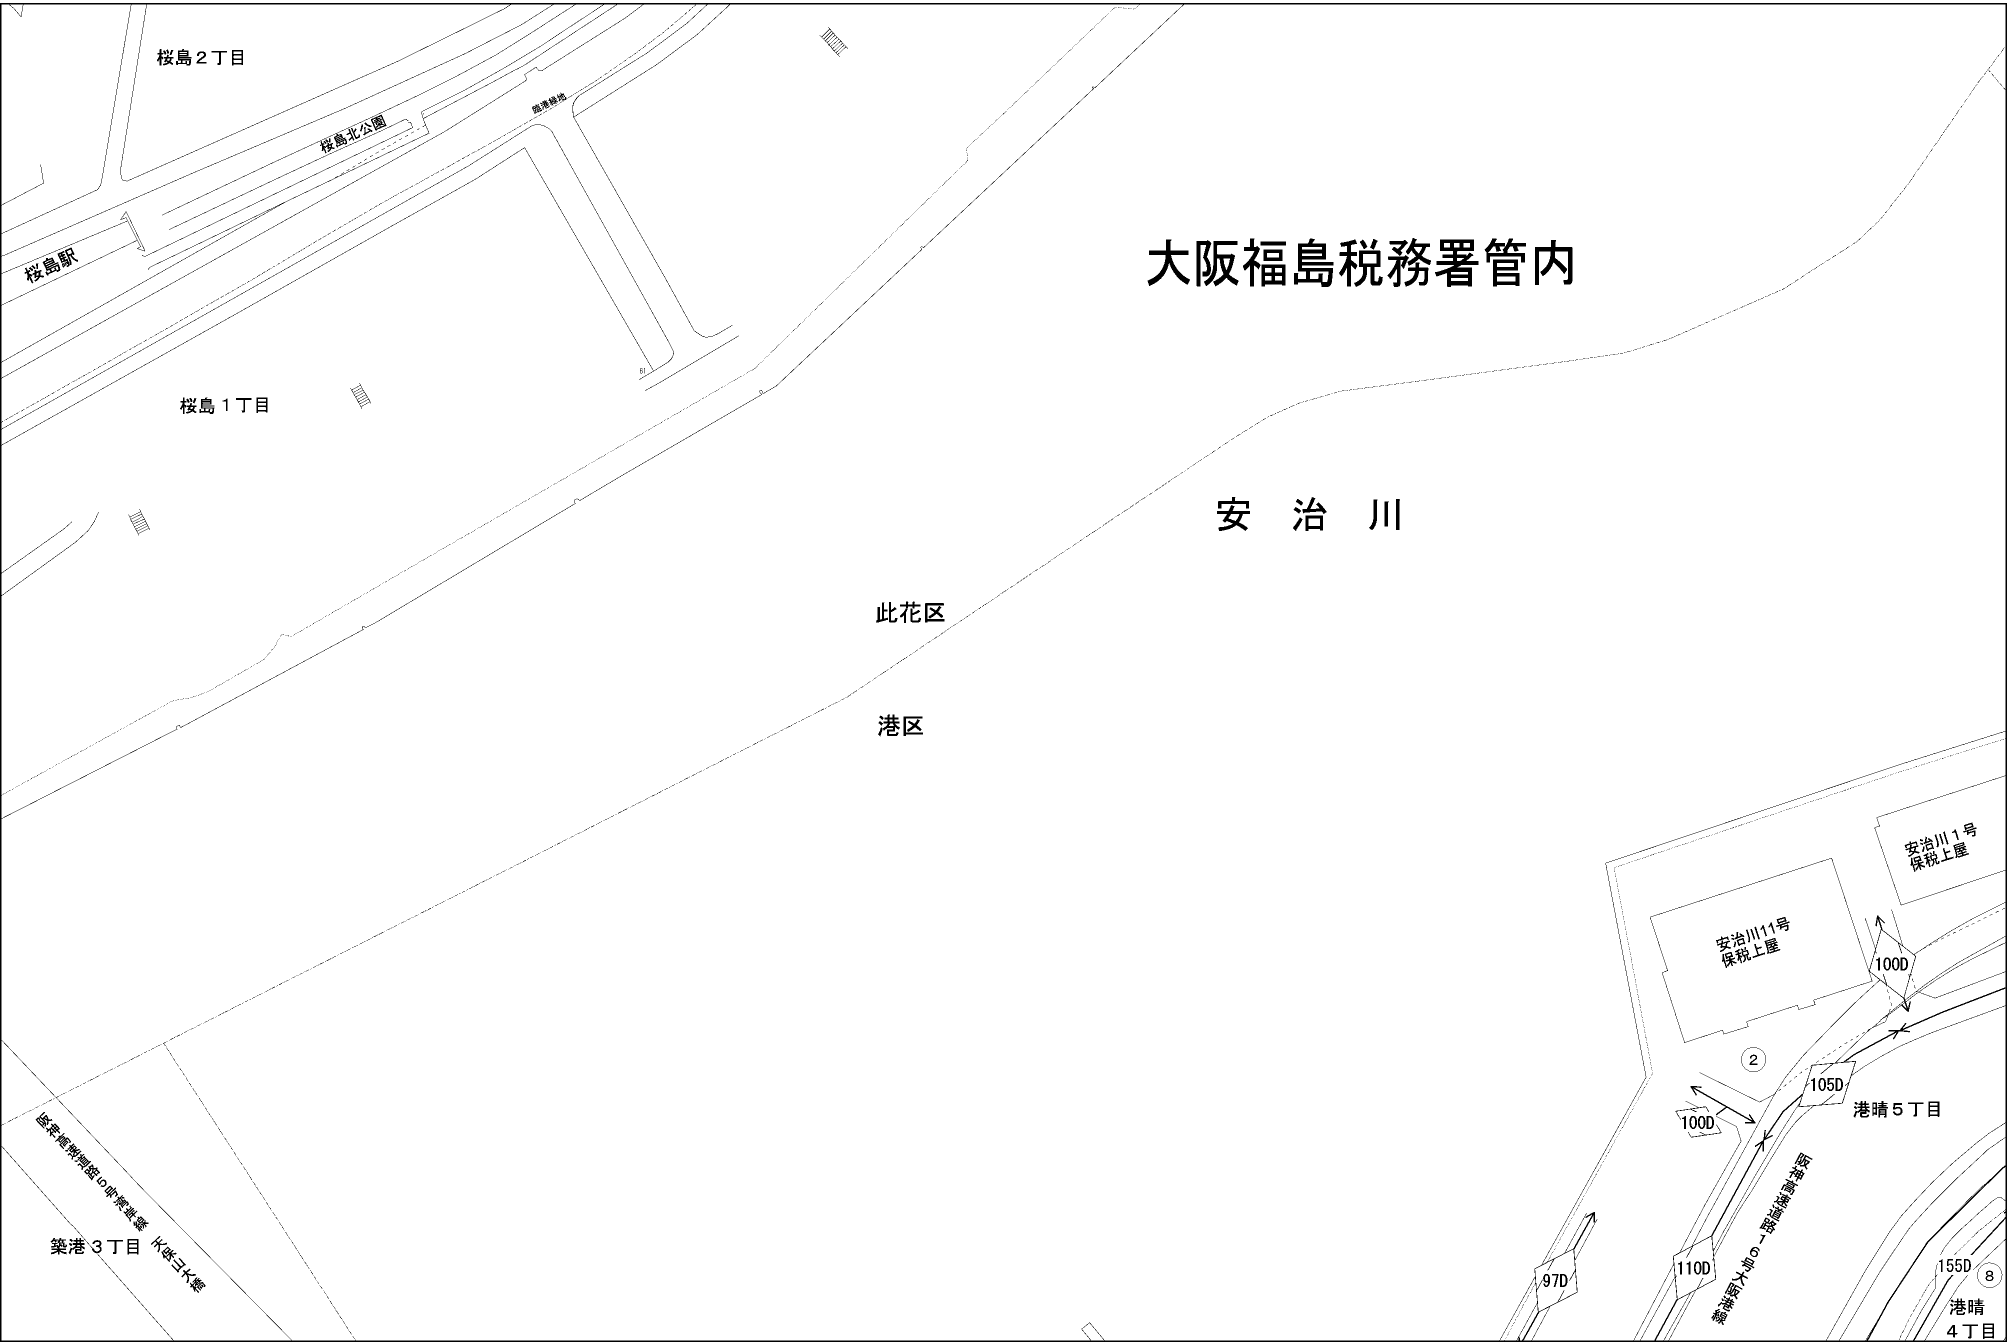 桜島２丁目
臨港緑地
桜島北公園
桜島駅
大阪福島税務署管内
61
桜島１丁目
安治川
此花区
港区
安治川１号
保税上屋
安治川11号
保税上屋
100D
2
105D
100D
港晴５丁目
阪神高速道路５号湾岸線
天保山大橋
築港３丁目
阪神高速道路１６号大阪港線
97D
110D
155D
8
港晴
４丁目